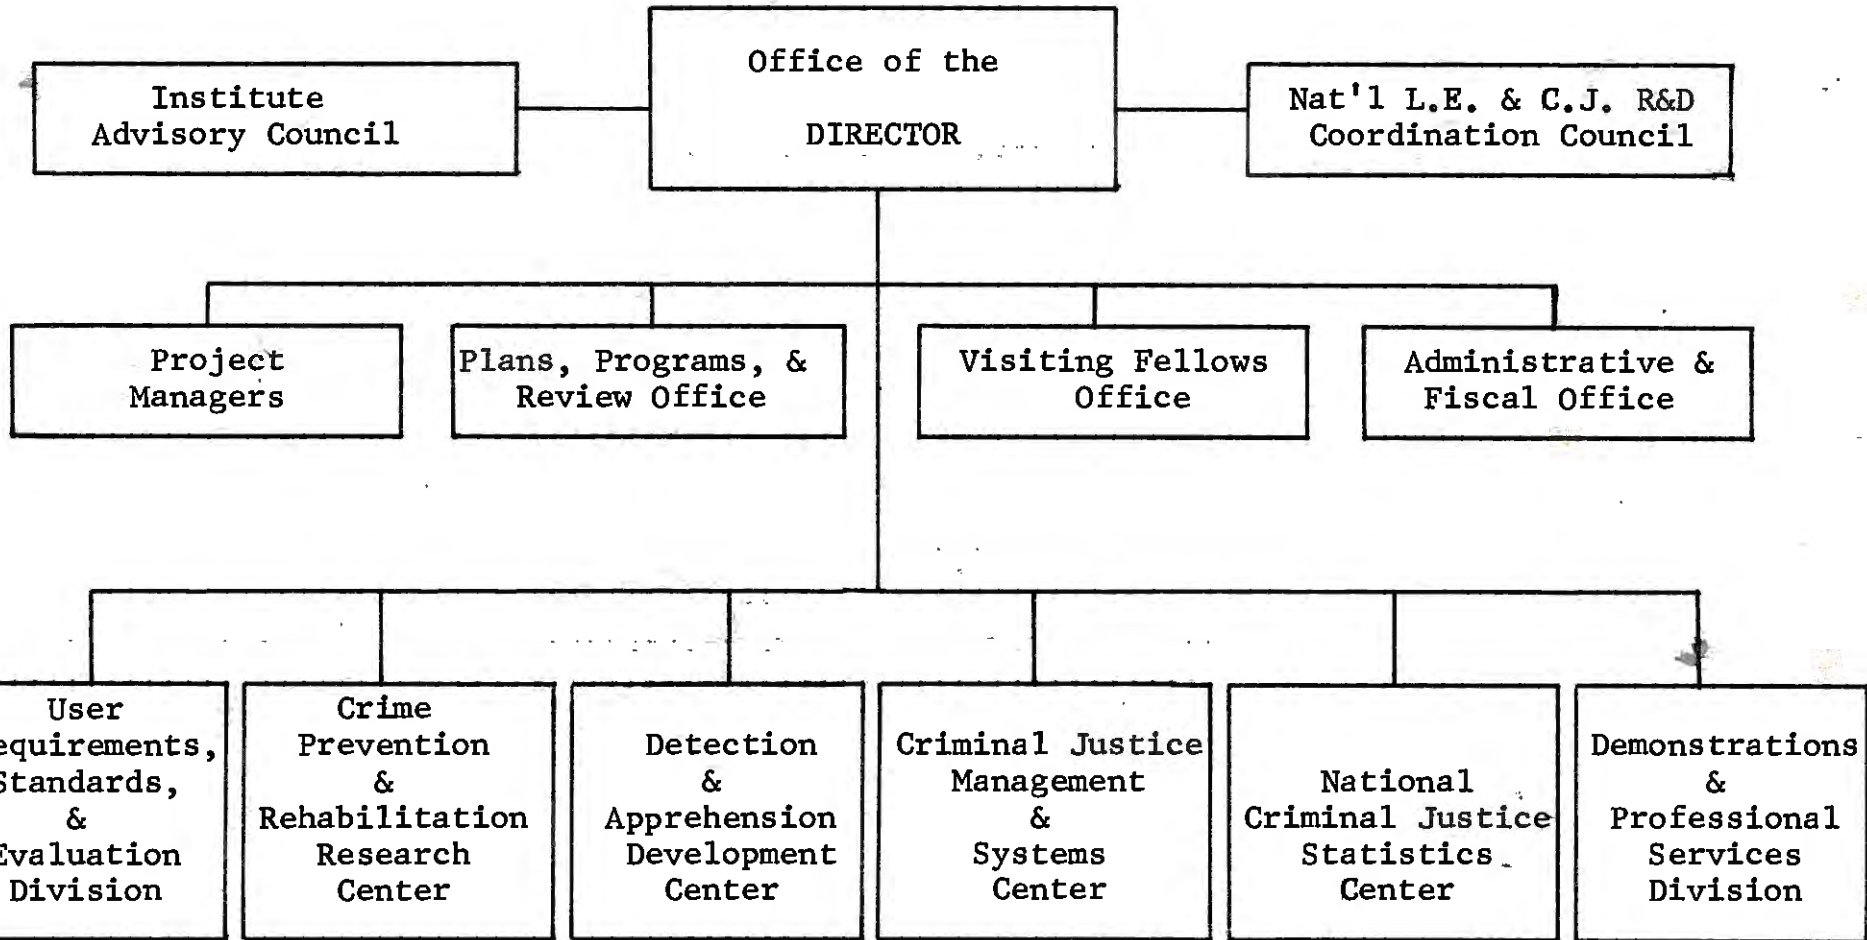 Office of the
DIRECTOR
Institute
Advisory Council
Nat'l L.E. & C.J. R&D
Coordination Council
Project
Managers
Plans, Programs, &
Review Office
Visiting Fellows
Office
Administrative &
Fiscal Office
User
equirements,
Standards,
&
Evaluation
Division
Crime
Prevention
&
Rehabilitation
Research
Center
Detection
&
Apprehension
Development
Center
Criminal Justice
Management
&
Systems
Center
National
Criminal Justice
Statistics
Center
Demonstrations
&
Professional
Services
Division